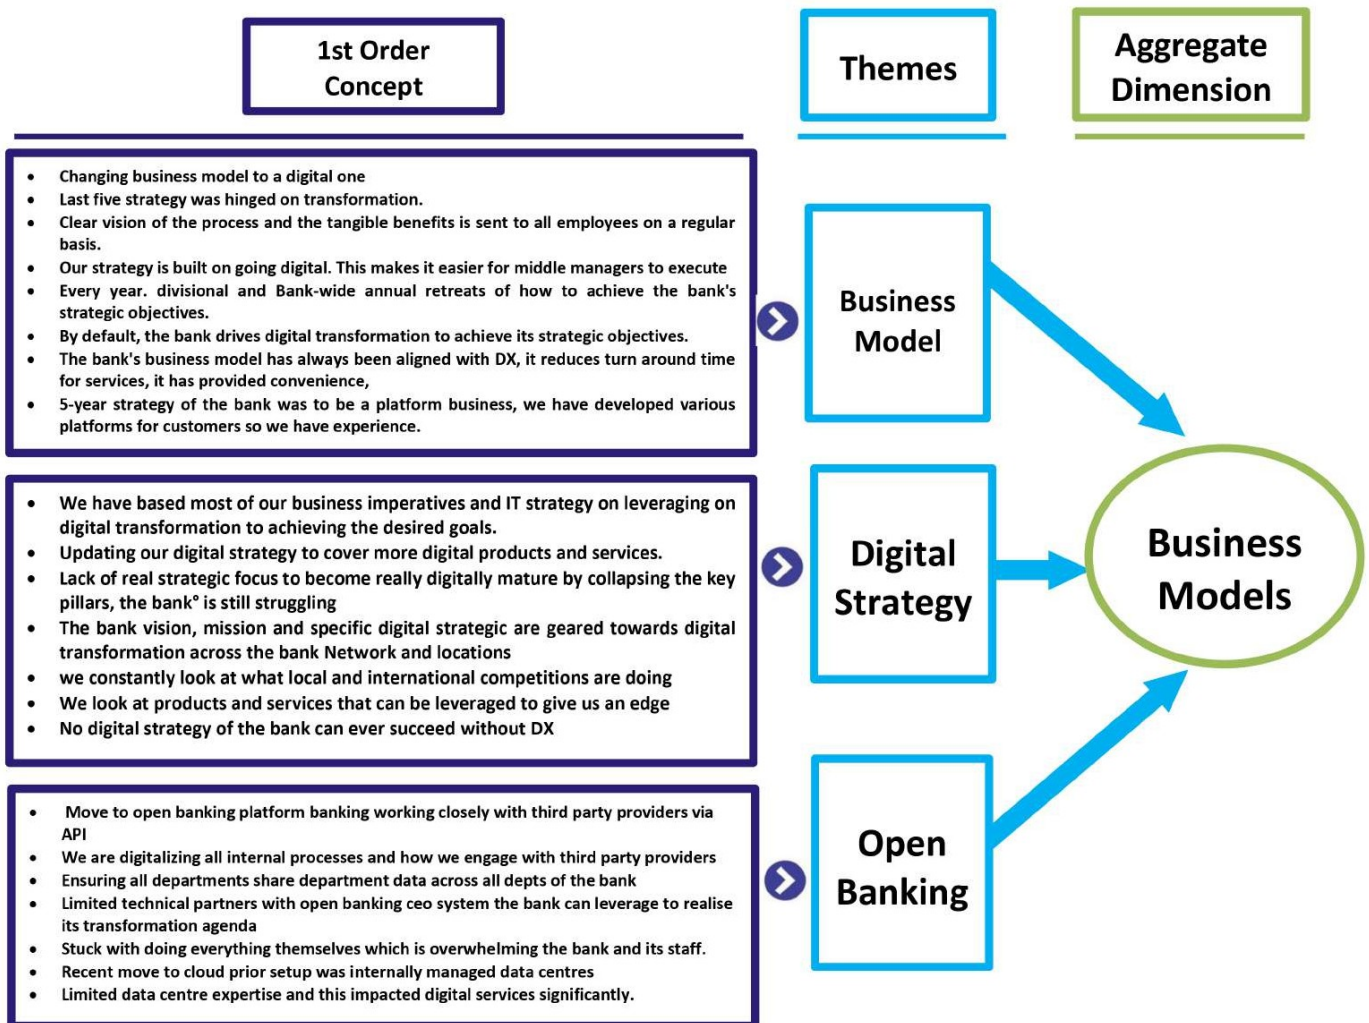 1st Order
Concept
Themes
Aggregate
Dimension
• Changing business model to a digital one
• Last five strategy was hinged on transformation.
• Clear vision of the process and the tangible benefits is sent to all employees on a regular
basis.
• Our strategy is built on going digital. This makes it easier for middle managers to execute
• Every year. divisional and Bank-wide annual retreats of how to achieve the bank's
strategic objectives.
• By default, the bank drives digital transformation to achieve its strategic objectives.
• The bank's business model has always been aligned with DX, it reduces turn around time
for services, it has provided convenience,
• 5-year strategy of the bank was to be a platform business, we have developed various
platforms for customers so we have experience.
Business
Model
• We have based most of our business imperatives and IT strategy on leveraging on
digital transformation to achieving the desired goals.
• Updating our digital strategy to cover more digital products and services.
• Lack of real strategic focus to become really digitally mature by collapsing the key
pillars, the bank° is still struggling
• The bank vision, mission and specific digital strategic are geared towards digital
transformation across the bank Network and locations
• we constantly look at what local and international competitions are doing
• We look at products and services that can be leveraged to give us an edge
• No digital strategy of the bank can ever succeed without DX
Digital
Strategy
Business
Models
• Move to open banking platform banking working closely with third party providers via
API
• We are digitalizing all internal processes and how we engage with third party providers
• Ensuring all departments share department data across all depts of the bank
• Limited technical partners with open banking ceo system the bank can leverage to realise
its transformation agenda
• Stuck with doing everything themselves which is overwhelming the bank and its staff.
• Recent move to cloud prior setup was internally managed data centres
• Limited data centre expertise and this impacted digital services significantly.
Open
Banking